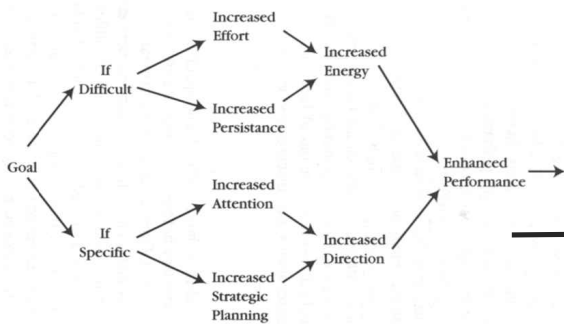 Increased
Effort
If
Difficult
Increased
Energy
Increased
Persistance
Goal
Enhanced
Performance
Increased
Attention
If
Specific
Increased
Direction
Increased
Strategic
Planning